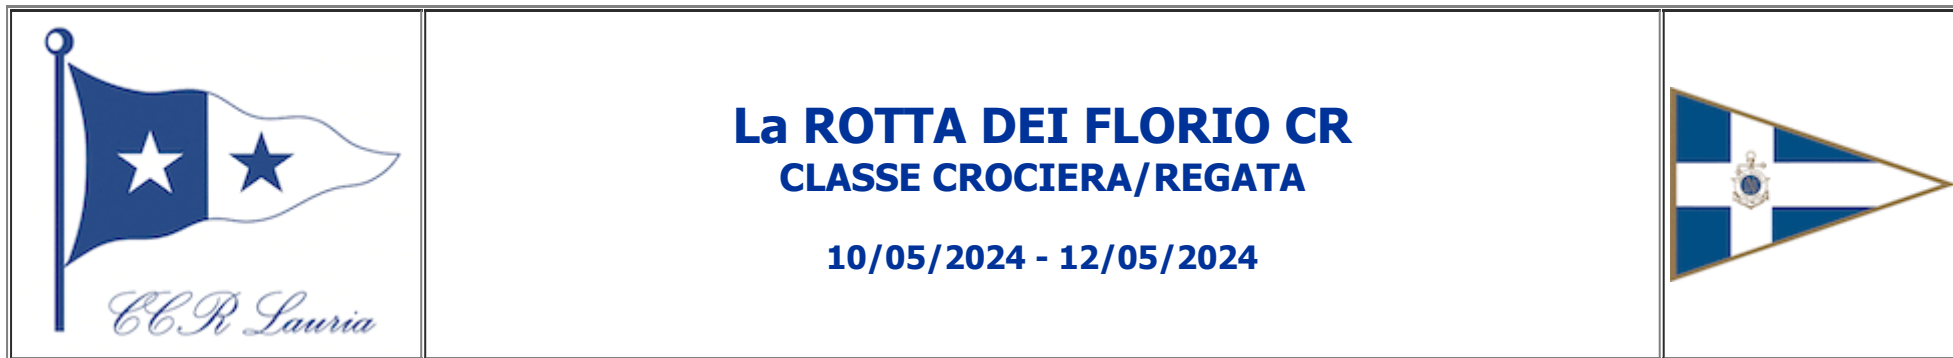 La ROTTA DEI FLORIO CR
CLASSE CROCIERA/REGATA
10/05/2024 - 12/05/2024
CCR Lauria